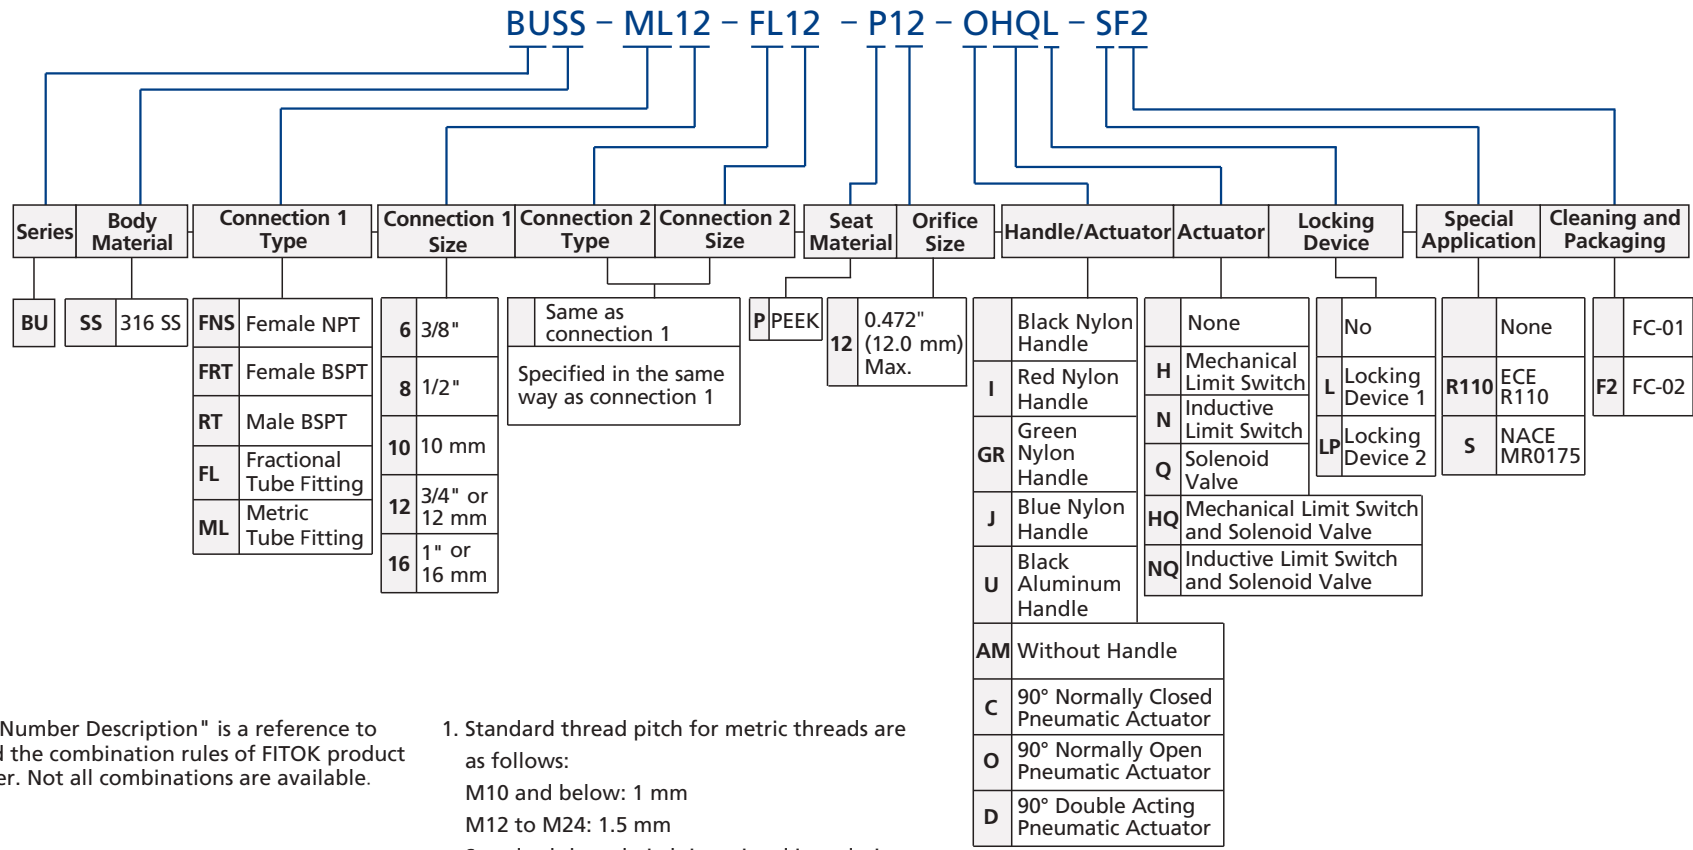 BUSS – ML12 – FL12 – P12 – OHQL – SF2
Series
Body
Material
Connection 1
Type
Connection 1
Size
Connection 2
Type
Connection 2
Size
Seat
Material
Orifice
Size
Handle/Actuator
Actuator
Locking
Device
Special
Application
Cleaning and
Packaging
BU
SS 316 SS
FNS Female NPT
FRT Female BSPT
RT Male BSPT
FL Fractional
Tube Fitting
ML Metric
Tube Fitting
6 3/8"
8 1/2"
10 10 mm
12 3/4" or
12 mm
16 1" or
16 mm
Same as
connection 1
Specified in the same
way as connection 1
P PEEK
12 0.472"
(12.0 mm)
Max.
Black Nylon
Handle
I Red Nylon
Handle
GR Green
Nylon
Handle
J Blue Nylon
Handle
U Black
Aluminum
Handle
AM Without Handle
C 90° Normally Closed
Pneumatic Actuator
O 90° Normally Open
Pneumatic Actuator
D 90° Double Acting
Pneumatic Actuator
None
H Mechanical
Limit Switch
N Inductive
Limit Switch
Q Solenoid
Valve
HQ Mechanical Limit Switch
and Solenoid Valve
NQ Inductive Limit Switch
and Solenoid Valve
No
L Locking
Device 1
LP Locking
Device 2
None
R110 ECE
R110
S NACE
MR0175
FC-01
F2 FC-02
Number Description" is a reference to
the combination rules of FITOK product
Not all combinations are available.
1. Standard thread pitch for metric threads are
as follows:
M10 and below: 1 mm
M12 to M24: 1.5 mm